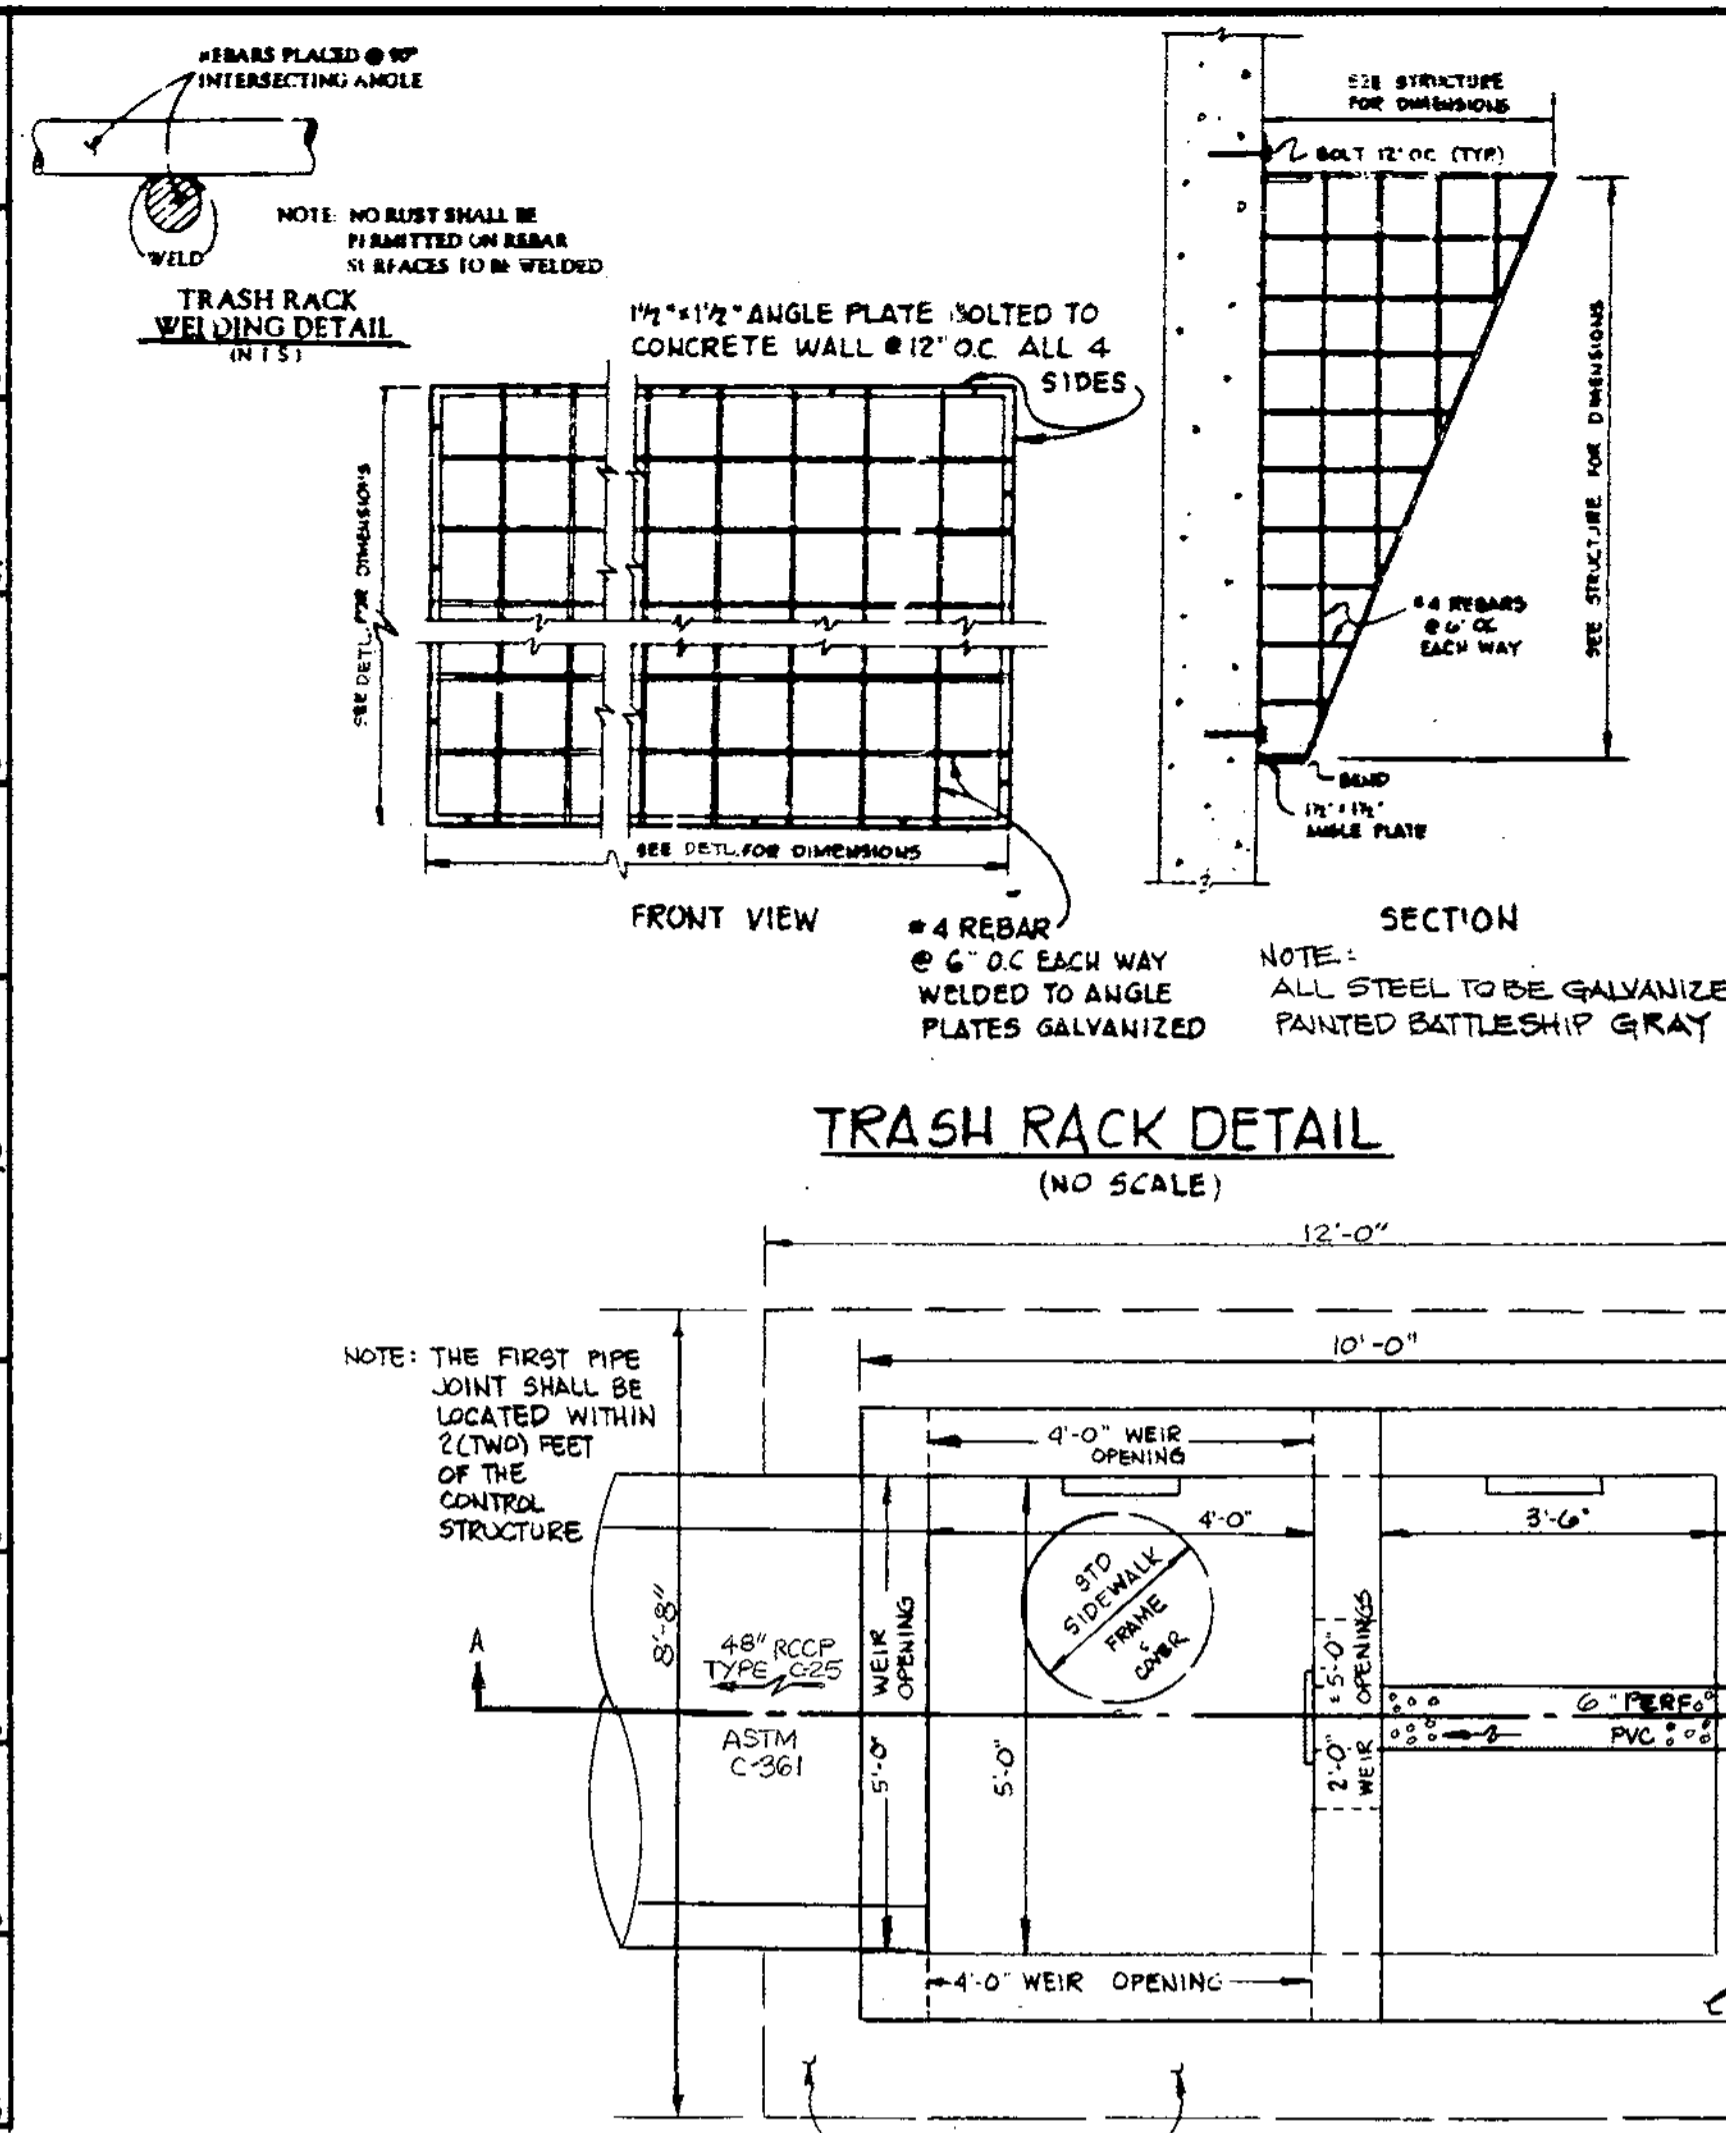 REBARS PLACED @ 90°
INTERSECTING ANGLE
WELD
NOTE: NO RUST SHALL BE
PERMITTED ON REBAR
SURFACES TO BE WELDED
TRASH RACK
WELDING DETAIL
(NTS)
1½"x1½" ANGLE PLATE BOLTED TO
CONCRETE WALL @ 12" O.C. ALL 4
SIDES
SEE DETL. FOR DIMENSIONS
SEE DETL. FOR DIMENSIONS
FRONT VIEW
#4 REBAR
@ 6" O.C EACH WAY
WELDED TO ANGLE
PLATES GALVANIZED
SEE STRUCTURE
FOR DIMENSIONS
BOLT 12" OC (TYP.)
SEE STRUCTURE FOR DIMENSIONS
#4 REBARS
@ 6" OC
EACH WAY
BEND
1½"x1½"
ANGLE PLATE
SECTION
NOTE:
ALL STEEL TO BE GALVANIZE
PAINTED BATTLESHIP GRAY
TRASH RACK DETAIL
(NO SCALE)
12'-0"
10'-0"
NOTE: THE FIRST PIPE
JOINT SHALL BE
LOCATED WITHIN
2(TWO) FEET
OF THE
CONTROL
STRUCTURE
4'-0" WEIR
OPENING
4'-0"
3'-6"
8'-8"
A
48" RCCP
TYPE C-25
ASTM
C-361
5'-0" WEIR
OPENING
5'-0"
STD
SIDEWALK
FRAME
&
COVER
2'-0" x 5'-0"
WEIR OPENINGS
6" PERF.
PVC
4'-0" WEIR OPENING